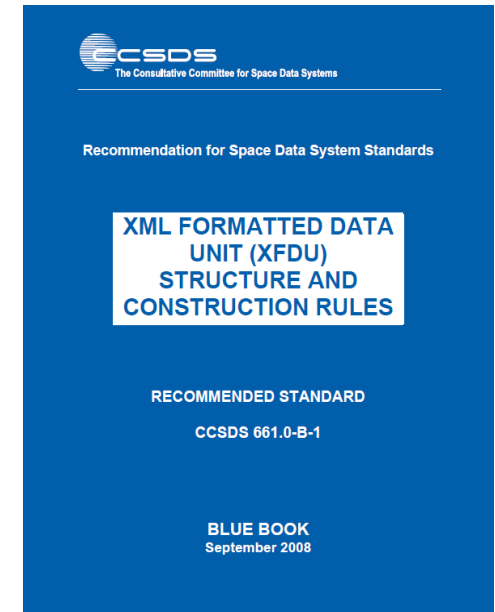 CCSDS
The Consultative Committee for Space Data Systems
Recommendation for Space Data System Standards
XML FORMATTED DATA
UNIT (XFDU)
STRUCTURE AND
CONSTRUCTION RULES
RECOMMENDED STANDARD
CCSDS 661.0-B-1
BLUE BOOK
September 2008